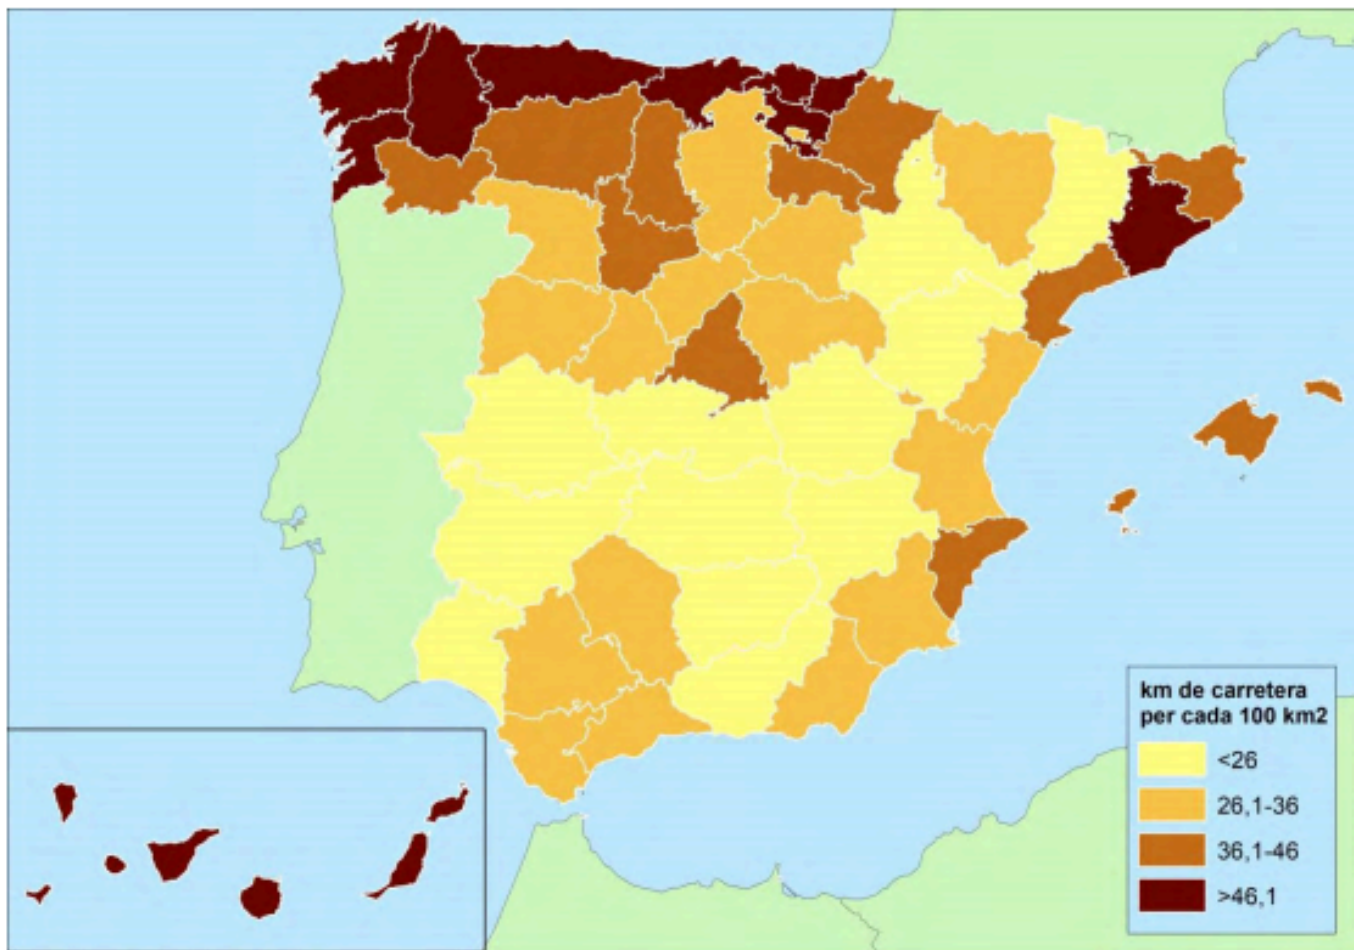 km de carretera
per cada 100 km2
<26
26,1-36
36,1-46
>46,1